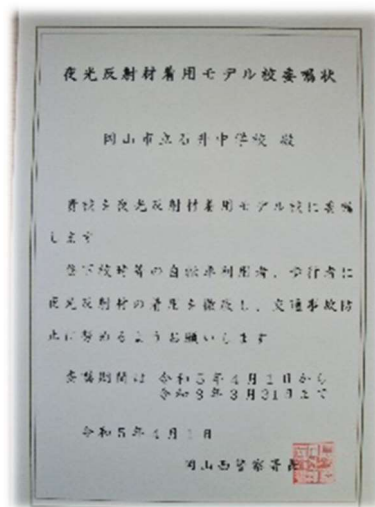 夜光反射材着用モデル校委嘱状
岡山市立石井中学校 殿
貴校を夜光反射材着用モデル校に委嘱
します
登下校時等の自転車利用者、歩行者に
夜光反射材の着用を徹底し、交通事故防
止に努めるようお願いします
委嘱期間は 令和5年4月1日から
令和8年3月31日まで
令和5年4月1日
岡山西警察署長